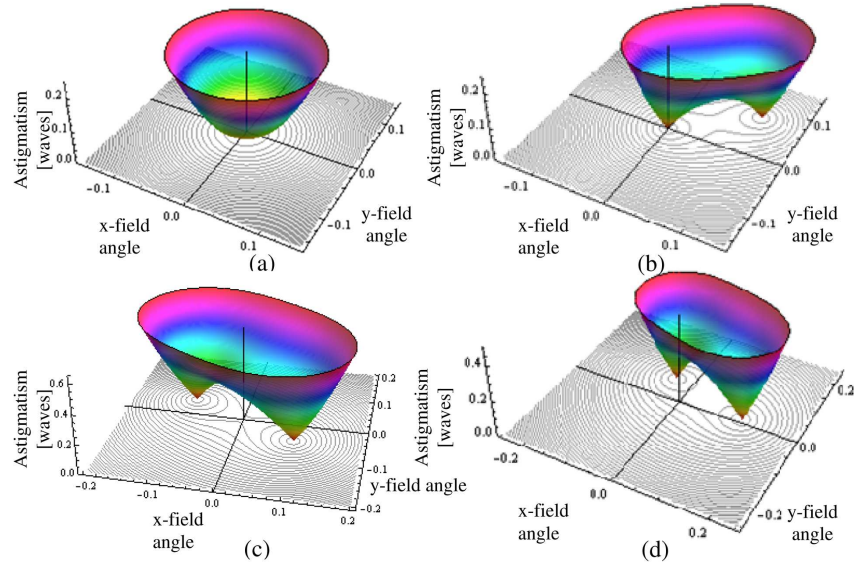 0.2
0.1
0.0
Astigmatism
[waves]
-0.1
0.0
0.1
x-field
angle
-0.1
0.0
0.1
y-field
angle
(a)
0.2
0.1
0.0
Astigmatism
[waves]
-0.1
0.0
0.1
x-field
angle
-0.1
0.0
0.1
y-field
angle
(b)
0.6
0.4
0.2
0.0
Astigmatism
[waves]
-0.2
-0.1
0.0
0.1
0.2
x-field
angle
-0.2
-0.1
0.0
0.1
0.2
y-field angle
(c)
0.4
0.2
0.0
Astigmatism
[waves]
-0.2
0.0
0.2
x-field
angle
-0.2
0.0
0.2
y-field
angle
(d)